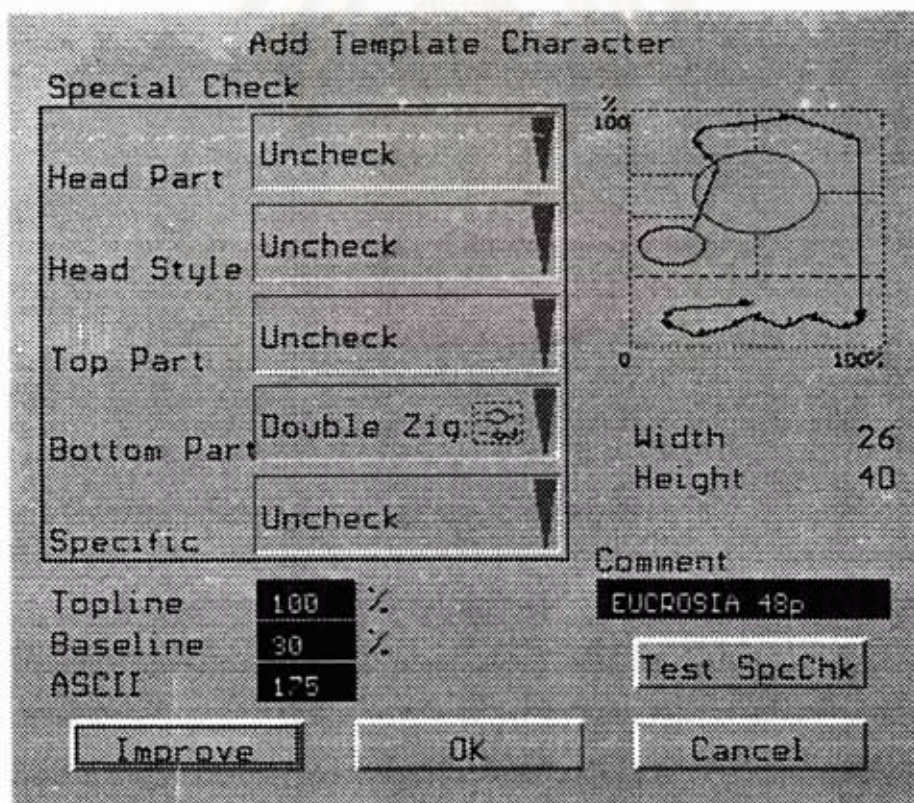 Add Template Character
Special Check
Head Part Uncheck
Head Style Uncheck
Top Part Uncheck
Bottom Part Double Zig
Specific Uncheck
%
100
0 100%
Width 26
Height 40
Topline 100 %
Baseline 30 %
ASCII 175
Comment
EUCROSIA 48p
Test SpcChk
Improve OK Cancel